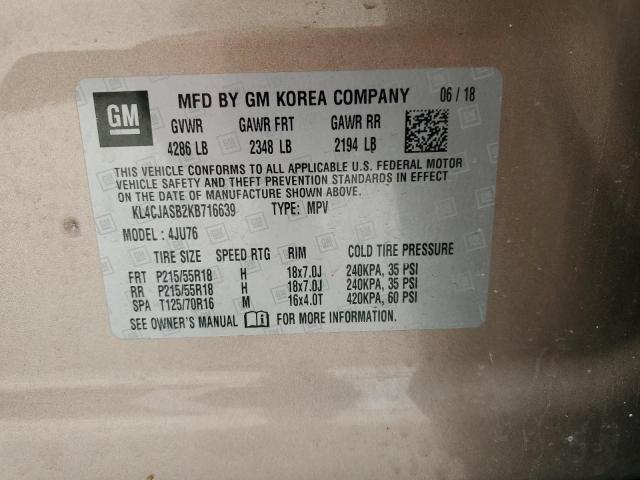 GM MFD BY GM KOREA COMPANY 06 / 18
GVWR GAWR FRT GAWR RR
4286 LB 2348 LB 2194 LB
THIS VEHICLE CONFORMS TO ALL APPLICABLE U.S. FEDERAL MOTOR
VEHICLE SAFETY AND THEFT PREVENTION STANDARDS IN EFFECT
ON THE DATE OF MANUFACTURE SHOWN ABOVE.
KL4CJASB2KB716639 TYPE: MPV
MODEL : 4JU76
TIRE SIZE SPEED RTG RIM COLD TIRE PRESSURE
FRT P215/55R18 H 18x7.0J 240KPA, 35 PSI
RR P215/55R18 H 18x7.0J 240KPA, 35 PSI
SPA T125/70R16 M 16x4.0T 420KPA, 60 PSI
SEE OWNER'S MANUAL FOR MORE INFORMATION.